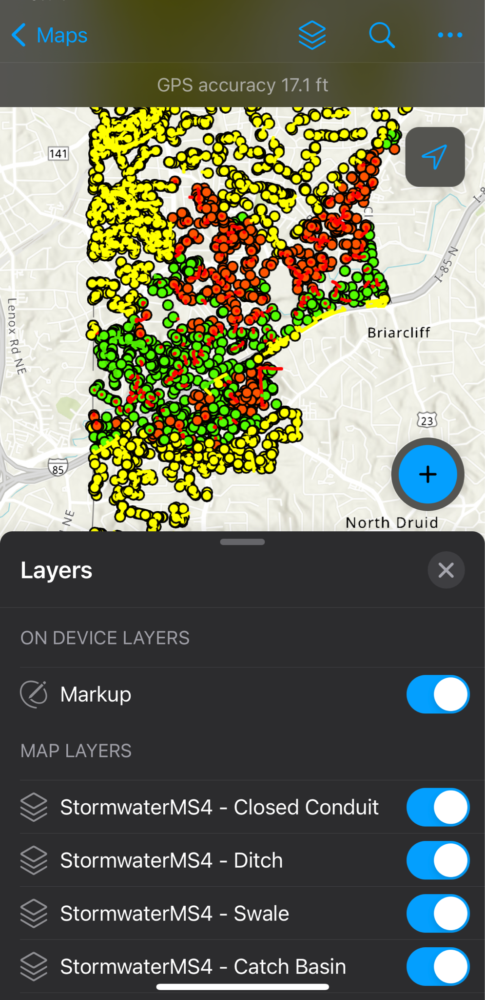 Maps
GPS accuracy 17.1 ft
141
I-85 N
Lenox Rd NE
Briarcliff
23
85
NE
North Druid
Layers
ON DEVICE LAYERS
Markup
MAP LAYERS
StormwaterMS4 - Closed Conduit
StormwaterMS4 - Ditch
StormwaterMS4 - Swale
StormwaterMS4 - Catch Basin